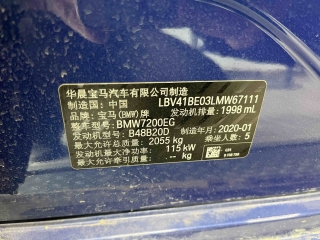 华晨宝马汽车有限公司制造
制造国: 中国 LBV41BE03LMW67111
品牌: 宝马(BMW)牌 发动机排量: 1998 mL
整车型号: BMW7200EG
发动机型号: B48B20D 制造年月: 2020-01
最大允许总质量: 2055 kg 乘坐人数: 5
发动机最大净功率: 115 kW
最大允许牵引质量: -- kg